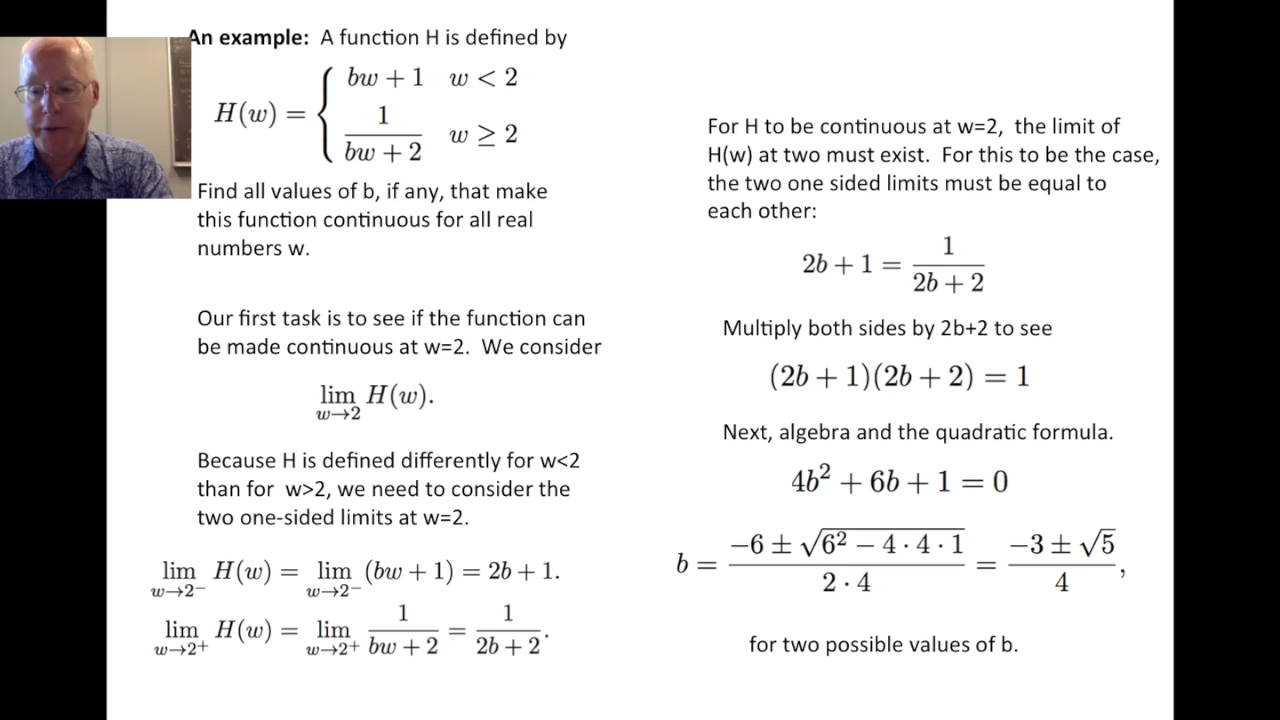 An example: A function H is defined by
H(w) = { bw + 1   w < 2
1/(bw + 2)   w ≥ 2
Find all values of b, if any, that make
this function continuous for all real
numbers w.
Our first task is to see if the function can
be made continuous at w=2. We consider
lim_{w→2} H(w).
Because H is defined differently for w<2
than for w>2, we need to consider the
two one-sided limits at w=2.
lim_{w→2⁻} H(w) = lim_{w→2⁻} (bw + 1) = 2b + 1.
lim_{w→2⁺} H(w) = lim_{w→2⁺} 1/(bw + 2) = 1/(2b + 2).
For H to be continuous at w=2, the limit of
H(w) at two must exist. For this to be the case,
the two one sided limits must be equal to
each other:
2b + 1 = 1/(2b + 2)
Multiply both sides by 2b+2 to see
(2b + 1)(2b + 2) = 1
Next, algebra and the quadratic formula.
4b² + 6b + 1 = 0
b = (−6 ± √(6² − 4 · 4 · 1))/(2 · 4) = (−3 ± √5)/4,
for two possible values of b.